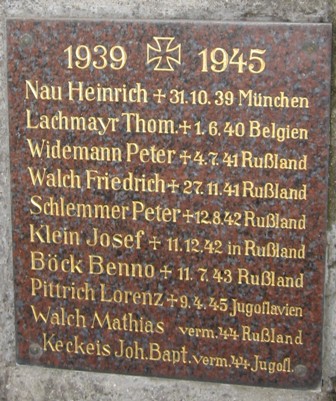 1939 1945
Nau Heinrich + 31.10.39 München
Lachmayr Thom. + 1.6.40 Belgien
Widemann Peter + 4.7.41 Rußland
Walch Friedrich + 27.11.41 Rußland
Schlemmer Peter + 12.8.42 Rußland
Klein Josef + 11.12.42 in Rußland
Böck Benno + 11.7.43 Rußland
Pittrich Lorenz + 9.4.45 Jugoflavien
Walch Mathias verm. 44 Rußland
Keckeis Joh. Bapt. verm. 44 Jugofl.